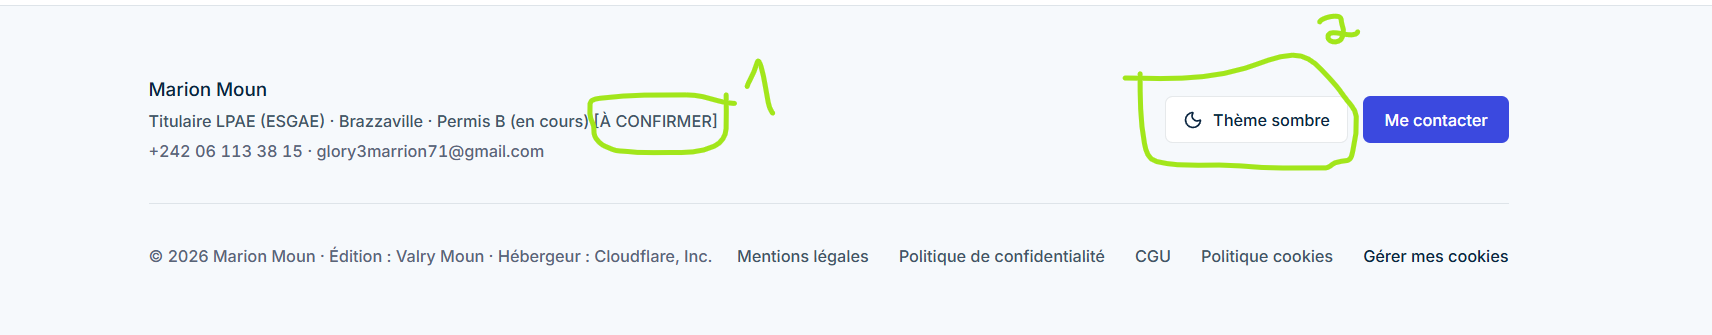 2
1
Marion Moun
Titulaire LPAE (ESGAE) · Brazzaville · Permis B (en cours) [À CONFIRMER]
Thème sombre
Me contacter
+242 06 113 38 15 · glory3marrion71@gmail.com
© 2026 Marion Moun · Édition : Valry Moun · Hébergeur : Cloudflare, Inc. Mentions légales Politique de confidentialité CGU Politique cookies Gérer mes cookies